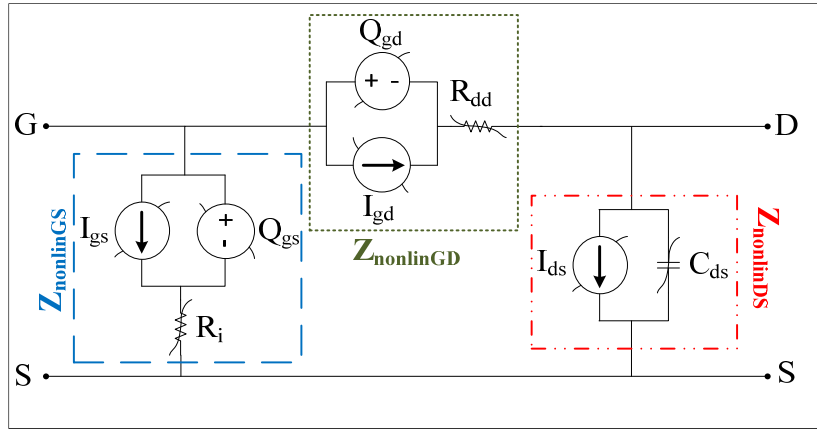 Q_gd
+ -
R_dd
G
D
I_gd
Z_nonlinGD
I_gs
+
-
Q_gs
Z_nonlinGS
R_i
I_ds
C_ds
Z_nonlinDS
S
S